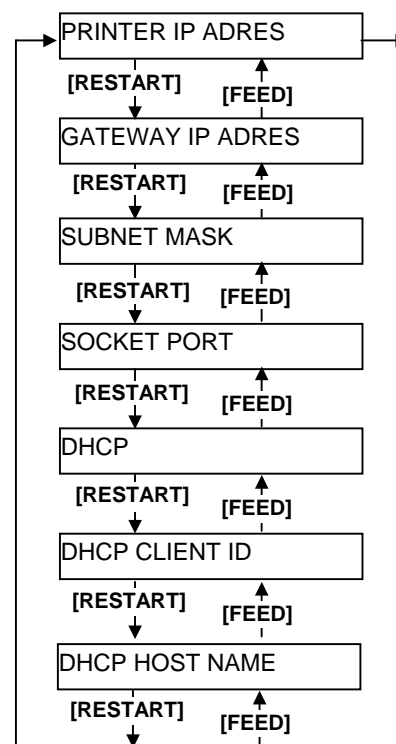 PRINTER IP ADRES
[RESTART] [FEED]
GATEWAY IP ADRES
[RESTART] [FEED]
SUBNET MASK
[RESTART] [FEED]
SOCKET PORT
[RESTART] [FEED]
DHCP
[RESTART] [FEED]
DHCP CLIENT ID
[RESTART] [FEED]
DHCP HOST NAME
[RESTART] [FEED]